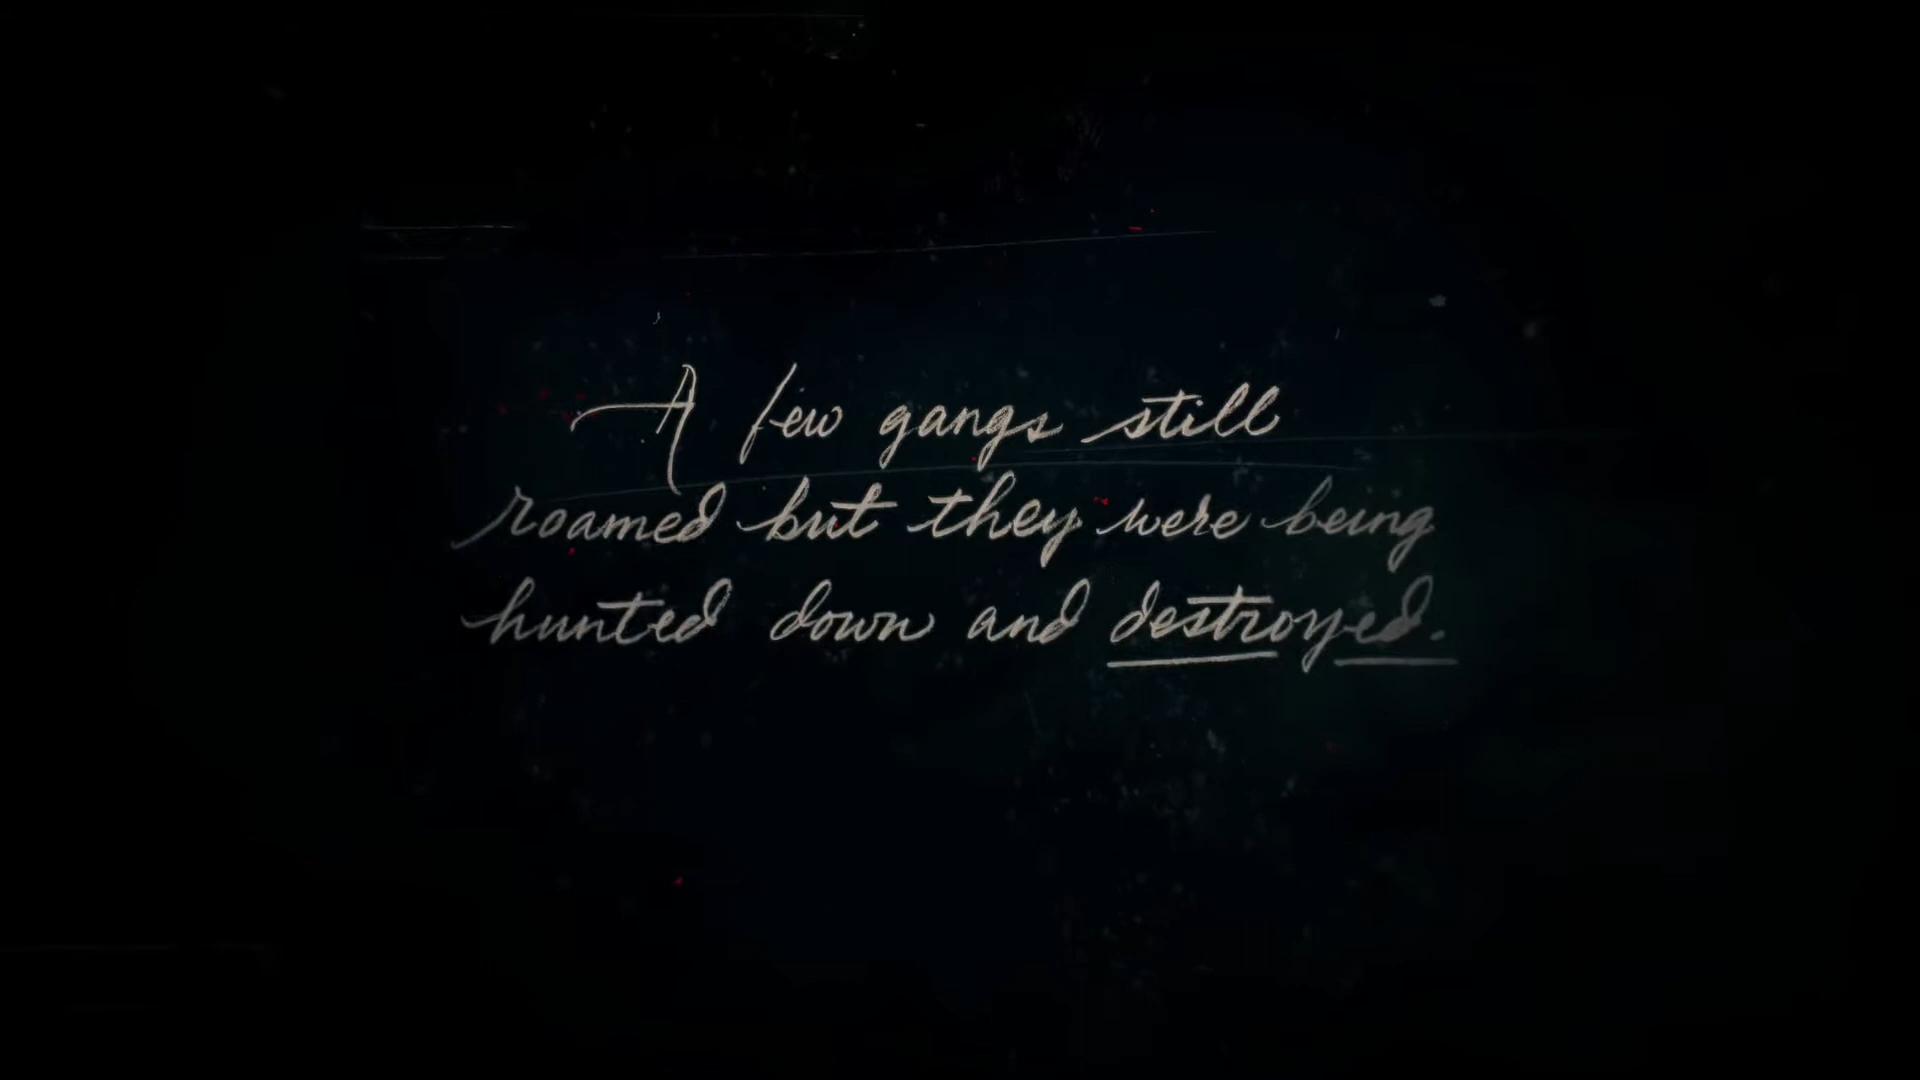 A few gangs still
roamed but they were being
hunted down and destroyed.